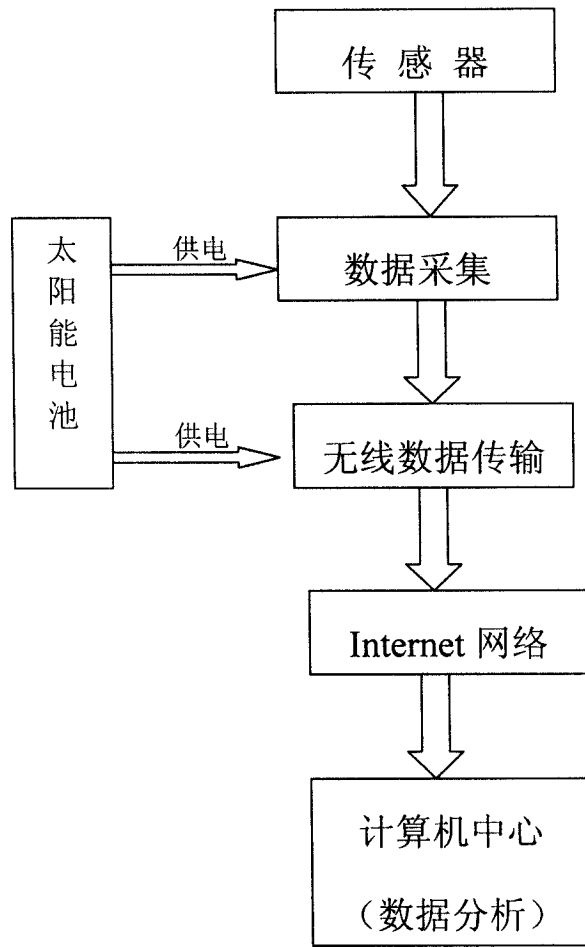 传 感 器
太
阳
能
电
池
供电
数据采集
供电
无线数据传输
Internet 网络
计算机中心
（数据分析）